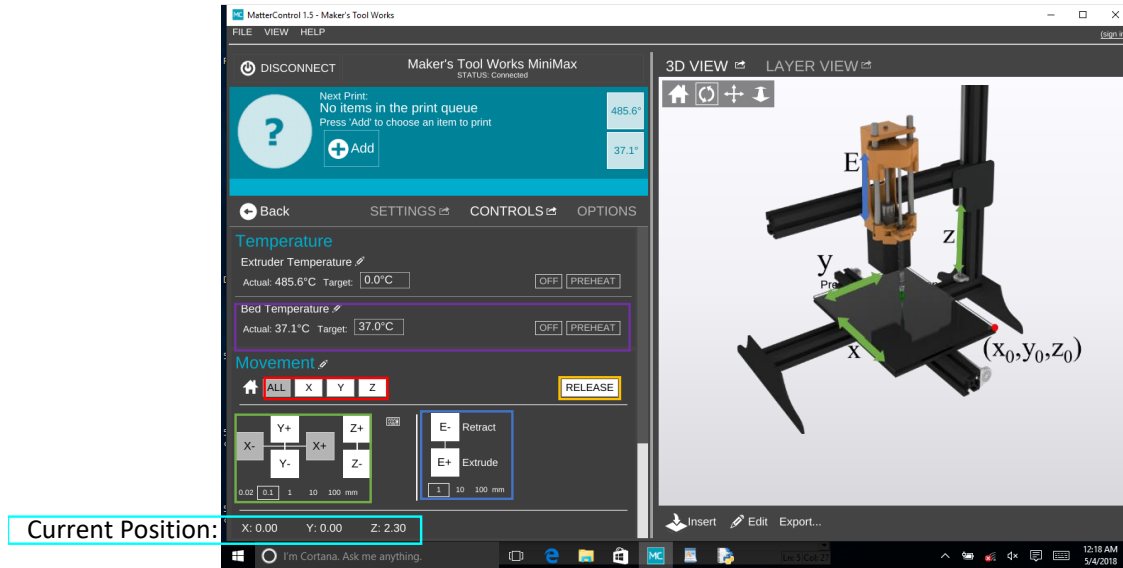 MC MatterControl 1.5 - Maker's Tool Works
FILE VIEW HELP
(sign in
DISCONNECT
Maker's Tool Works MiniMax
STATUS: Connected
Next Print:
No items in the print queue
Press 'Add' to choose an item to print
? Add
485.6°
37.1°
Back SETTINGS CONTROLS OPTIONS
Temperature
Extruder Temperature
Actual: 485.6°C Target: 0.0°C OFF PREHEAT
Bed Temperature
Actual: 37.1°C Target: 37.0°C OFF PREHEAT
Movement
ALL X Y Z RELEASE
Y+ Z+
X- X+
Y- Z-
0.02 0.1 1 10 100 mm
E- Retract
E+ Extrude
1 10 100 mm
Current Position: X: 0.00 Y: 0.00 Z: 2.30
3D VIEW LAYER VIEW
E
z
y
Pre
x
(x₀,y₀,z₀)
Insert Edit Export...
I'm Cortana. Ask me anything.
MC
12:18 AM
5/4/2018